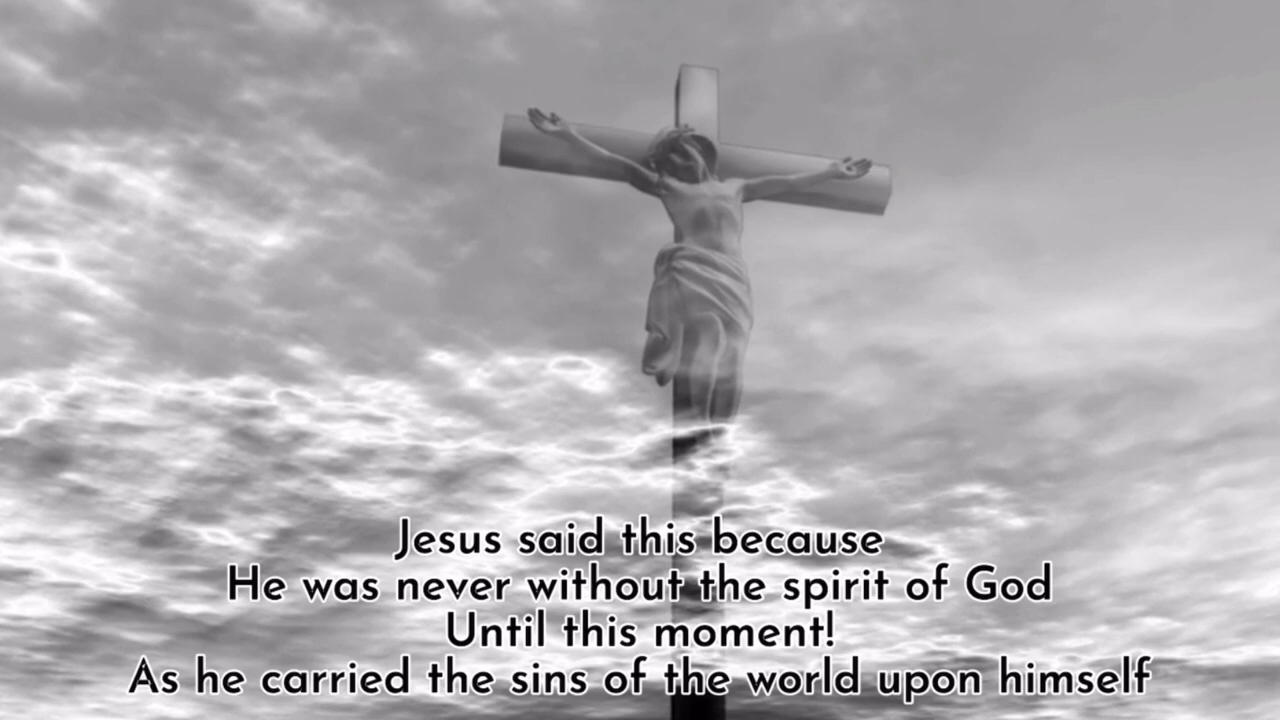 Jesus said this because
He was never without the spirit of God
Until this moment!
As he carried the sins of the world upon himself